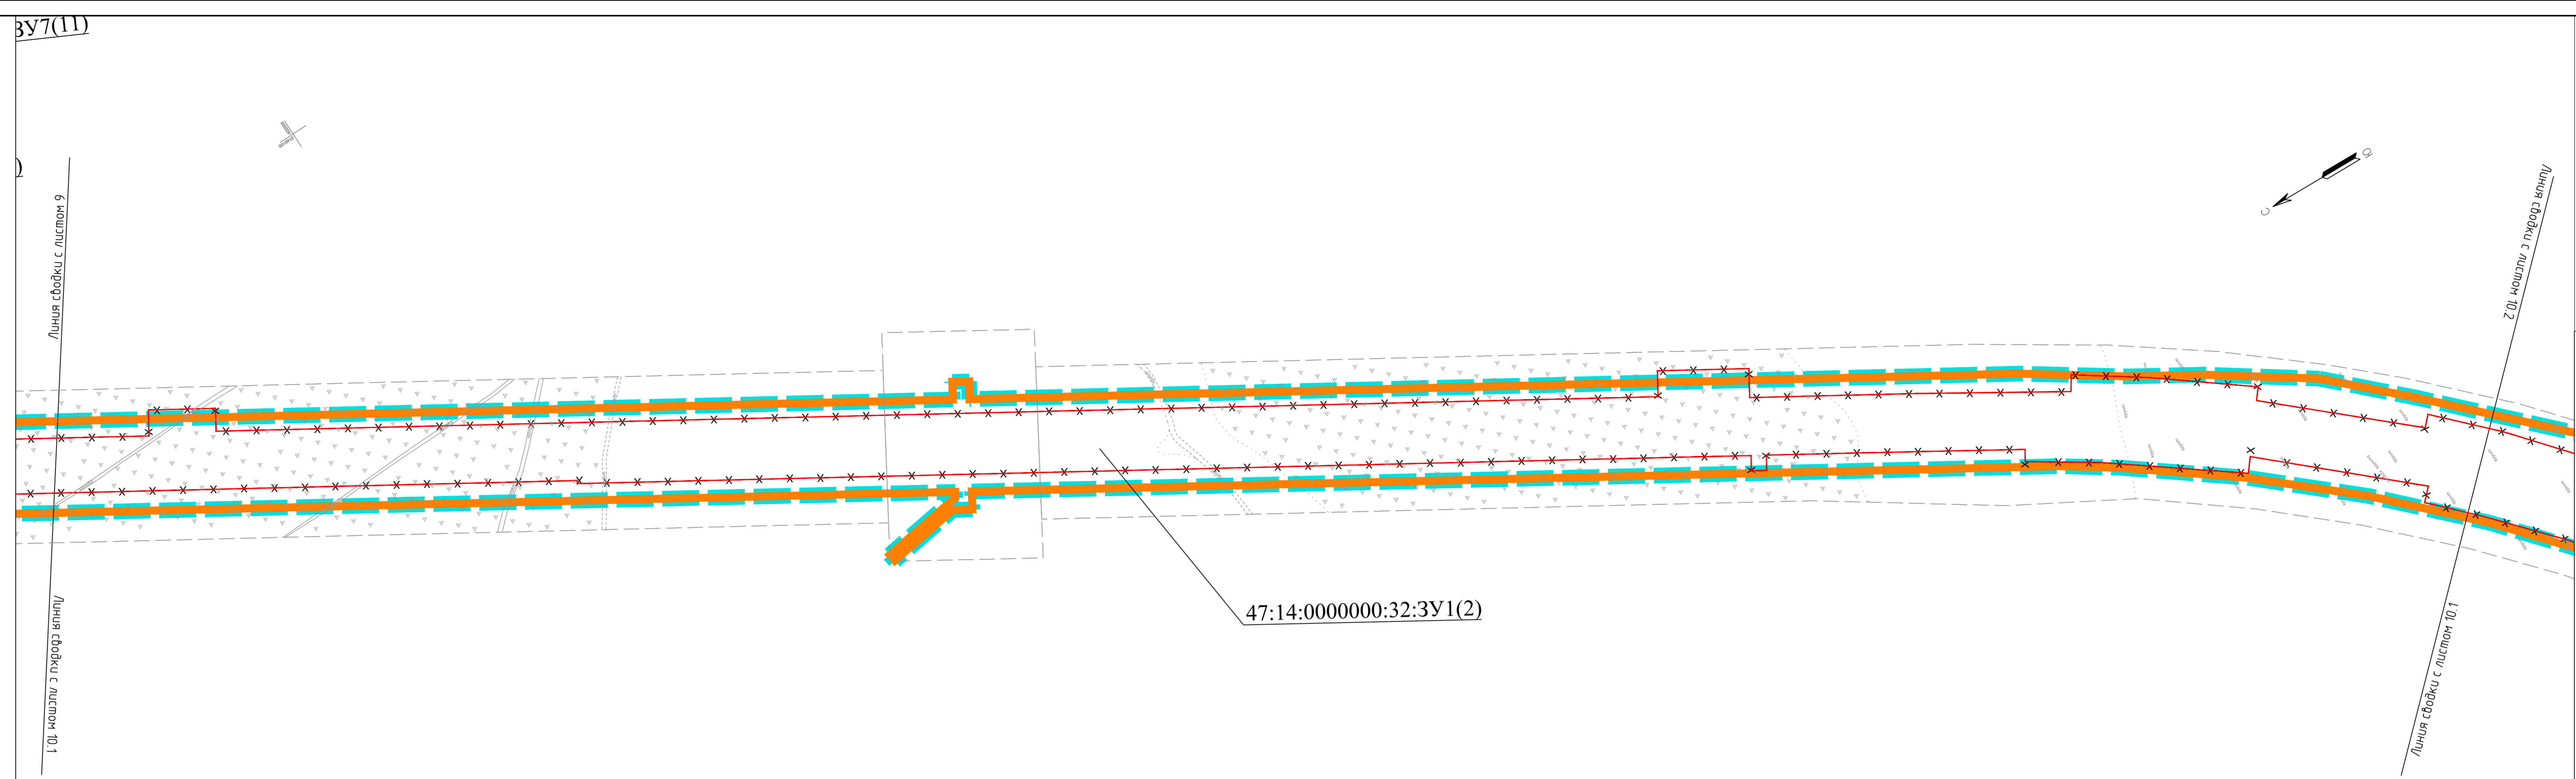 ЗУ7(11)
)
Линия сводки с листом 9
Линия сводки с листом 10.1
47:14:0000000:32:ЗУ1(2)
Ю
С
Линия сводки с листом 10.2
Линия сводки с листом 10.1